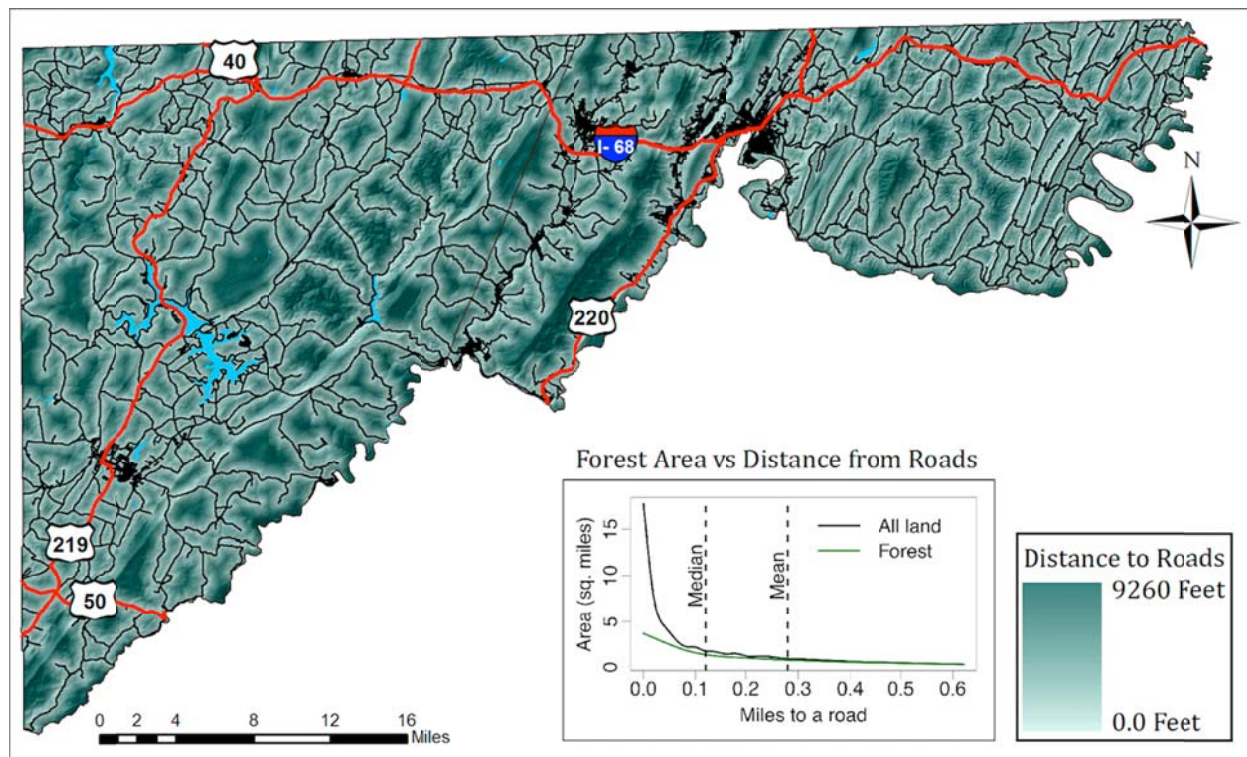 40
I- 68
N
220
219
50
0 2 4 8 12 16
Miles
Forest Area vs Distance from Roads
Area (sq. miles)
15
10
5
0
Median
Mean
All land
Forest
0.0 0.1 0.2 0.3 0.4 0.5 0.6
Miles to a road
Distance to Roads
9260 Feet
0.0 Feet